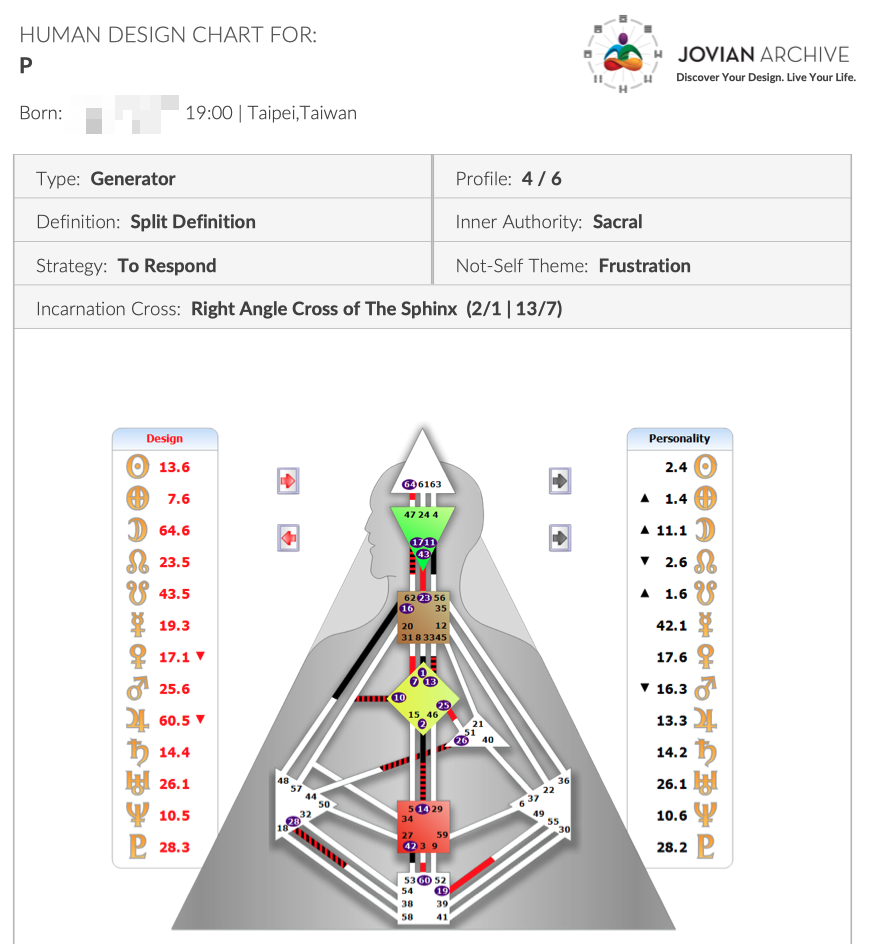 HUMAN DESIGN CHART FOR:
P
JOVIAN ARCHIVE
Discover Your Design. Live Your Life.
Born: 19:00 | Taipei,Taiwan
Type: Generator
Profile: 4 / 6
Definition: Split Definition
Inner Authority: Sacral
Strategy: To Respond
Not-Self Theme: Frustration
Incarnation Cross: Right Angle Cross of The Sphinx (2/1 | 13/7)
Design
13.6
7.6
64.6
23.5
43.5
19.3
17.1 ▼
25.6
60.5 ▼
14.4
26.1
10.5
28.3
Personality
2.4
▲ 1.4
▲ 11.1
▼ 2.6
▲ 1.6
42.1
17.6
▼ 16.3
13.3
14.2
26.1
10.6
28.2
64 61 63
47 24 4
17 11
43
62 23 56
16 35
20 12
31 8 33 45
1
7 13
10 25
15 46
2
21
51
26 40
48
57
44
50
32
28
18
36
22
37
6
49
55
30
5 14 29
34
27 59
42 3 9
53 60 52
54 19
38 39
58 41